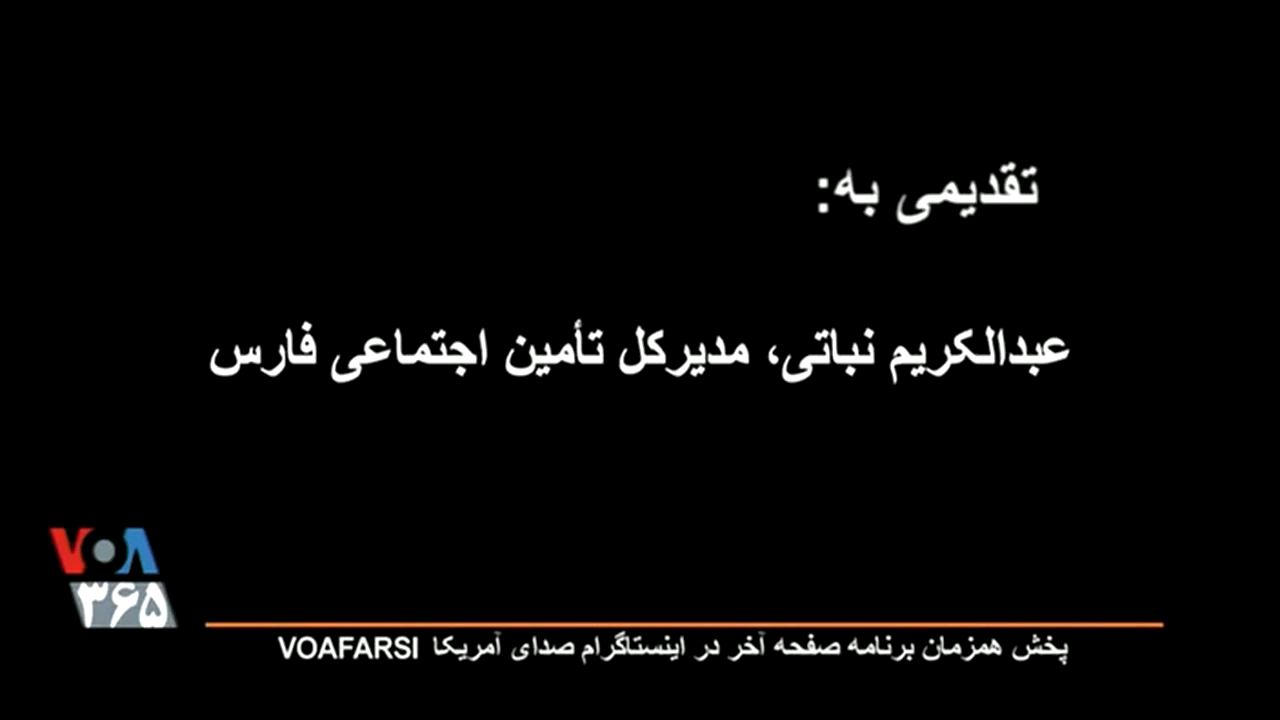 تقدیمی به:
عبدالکریم نباتی، مدیرکل تأمین اجتماعی فارس
VOA
۳۶۵
پخش همزمان برنامه صفحه آخر در اینستاگرام صدای آمریکا VOAFARSI